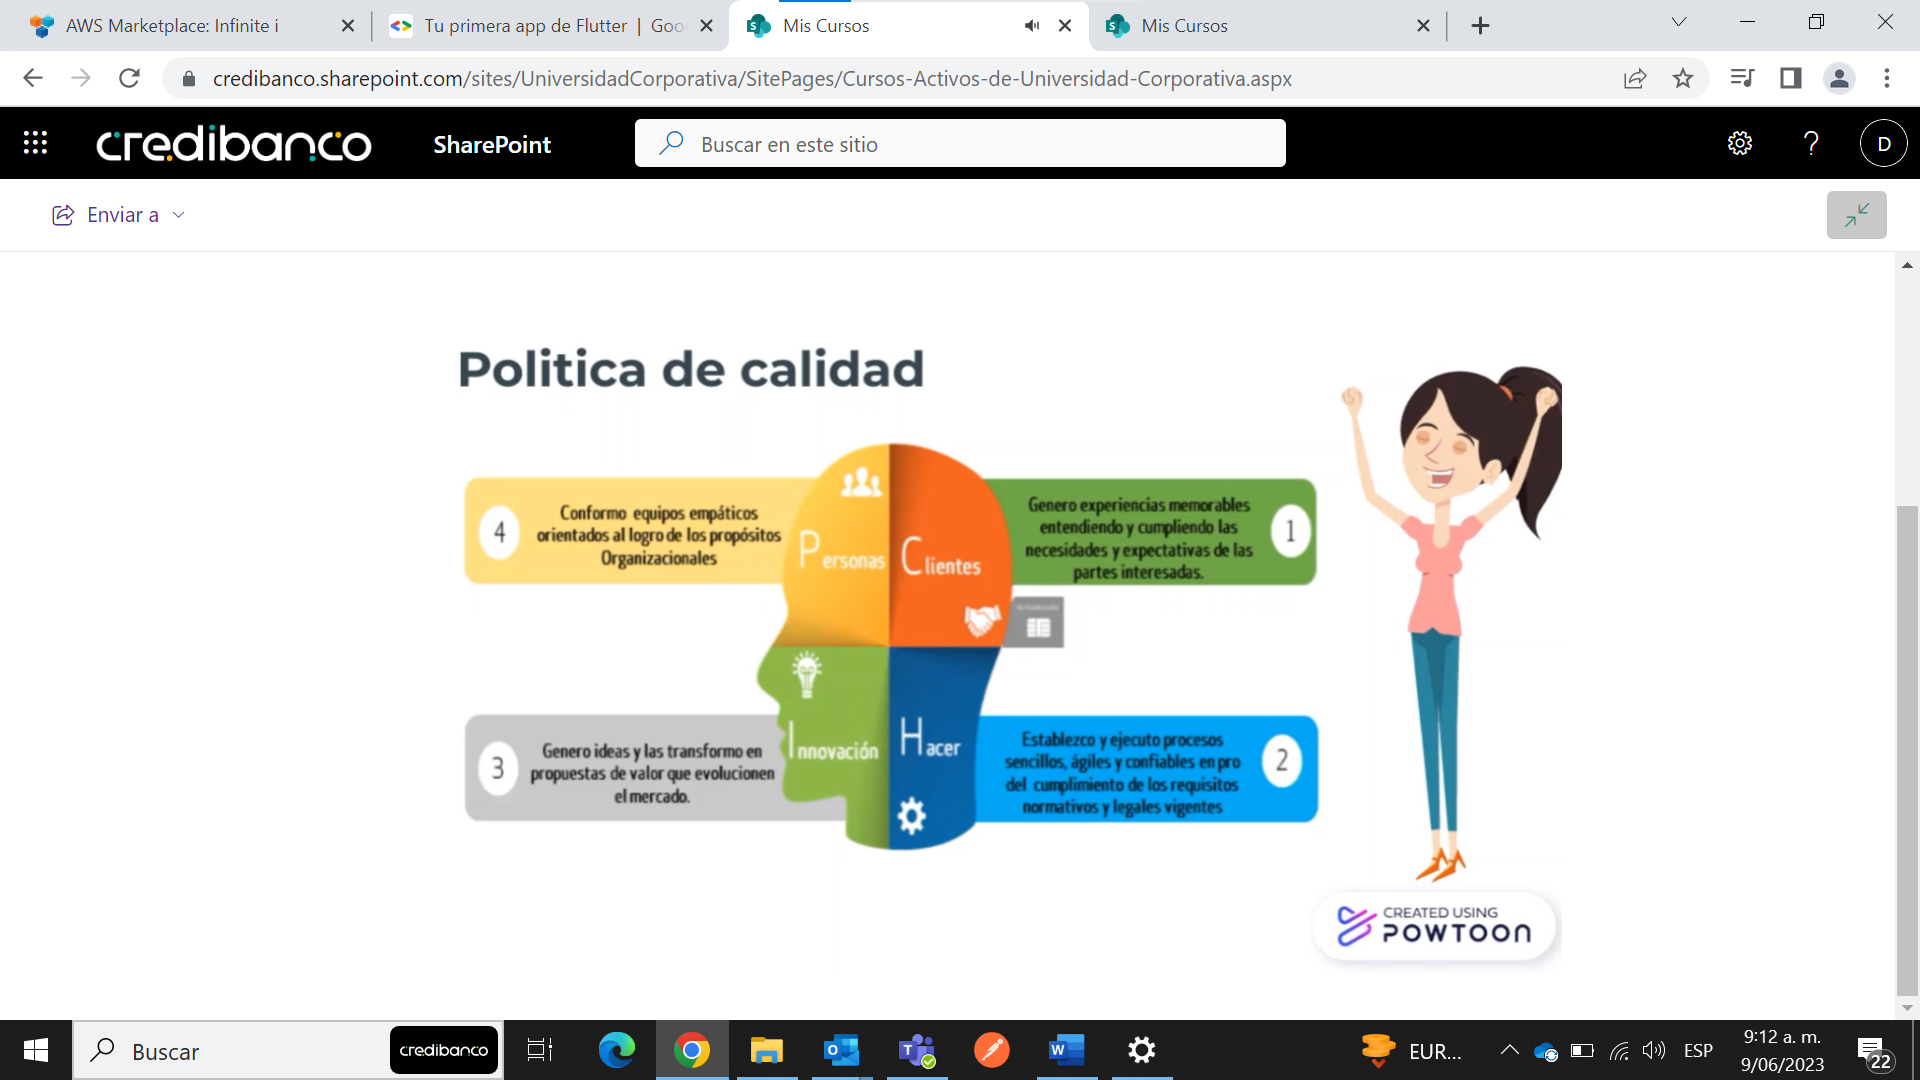 AWS Marketplace: Infinite i
Tu primera app de Flutter | Goo
Mis Cursos
Mis Cursos
credibanco.sharepoint.com/sites/UniversidadCorporativa/SitePages/Cursos-Activos-de-Universidad-Corporativa.aspx
credibanco
SharePoint
Buscar en este sitio
?
D
Enviar a
Politica de calidad
4
Conformo equipos empáticos
orientados al logro de los propósitos
Organizacionales
Personas
Clientes
Genero experiencias memorables
entendiendo y cumpliendo las
necesidades y expectativas de las
partes interesadas.
1
3
Genero ideas y las transformo en
propuestas de valor que evolucionen
el mercado.
Innovación
Hacer
Establezco y ejecuto procesos
sencillos, ágiles y confiables en pro
del cumplimiento de los requisitos
normativos y legales vigentes
2
CREATED USING
POWTOON
Buscar
credibanco
EUR...
ESP
9:12 a. m.
9/06/2023
22